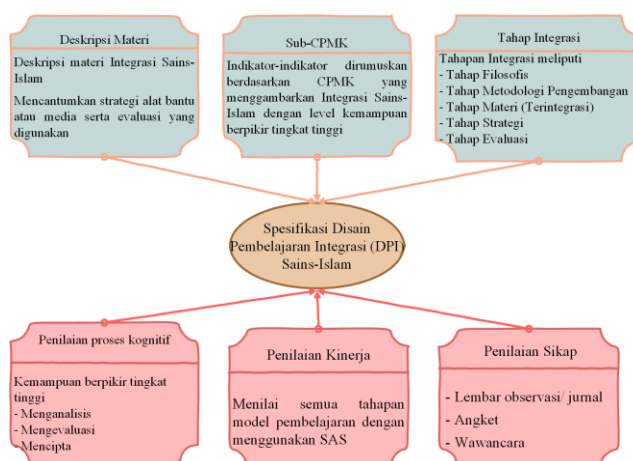 Deskripsi Materi
Deskripsi materi Integrasi Sains-
Islam
Mencantumkan strategi alat bantu
atau media serta evaluasi yang
digunakan
Sub-CPMK
Indikator-indikator dirumuskan
berdasarkan CPMK yang
menggambarkan Integrasi Sains-
Islam dengan level kemampuan
berpikir tingkat tinggi
Tahap Integrasi
Tahapan Integrasi meliputi
- Tahap Filosofis
- Tahap Metodologi Pengembangan
- Tahap Materi (Terintegrasi)
- Tahap Strategi
- Tahap Evaluasi
Spesifikasi Disain
Pembelajaran Integrasi (DPI)
Sains-Islam
Penilaian proses kognitif
Kemampuan berpikir tingkat
tinggi
- Menganalisis
- Mengevaluasi
- Mencipta
Penilaian Kinerja
Menilai semua tahapan
model pembelajaran dengan
menggunakan SAS
Penilaian Sikap
- Lembar observasi/ jurnal
- Angket
- Wawancara